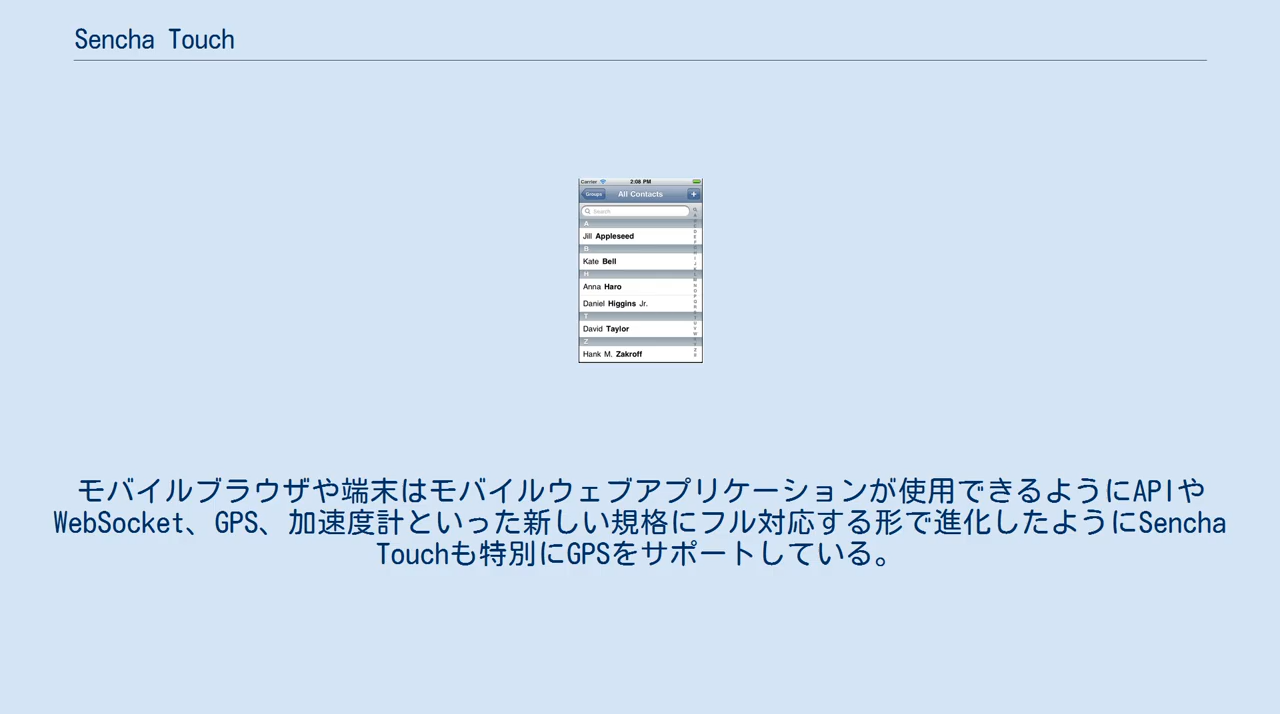 Sencha Touch
Carrier 2:08 PM
Groups All Contacts +
Search
A
Jill Appleseed
B
Kate Bell
H
Anna Haro
Daniel Higgins Jr.
T
David Taylor
Z
Hank M. Zakroff
モバイルブラウザや端末はモバイルウェブアプリケーションが使用できるようにAPIや
WebSocket、GPS、加速度計といった新しい規格にフル対応する形で進化したようにSencha
Touchも特別にGPSをサポートしている。